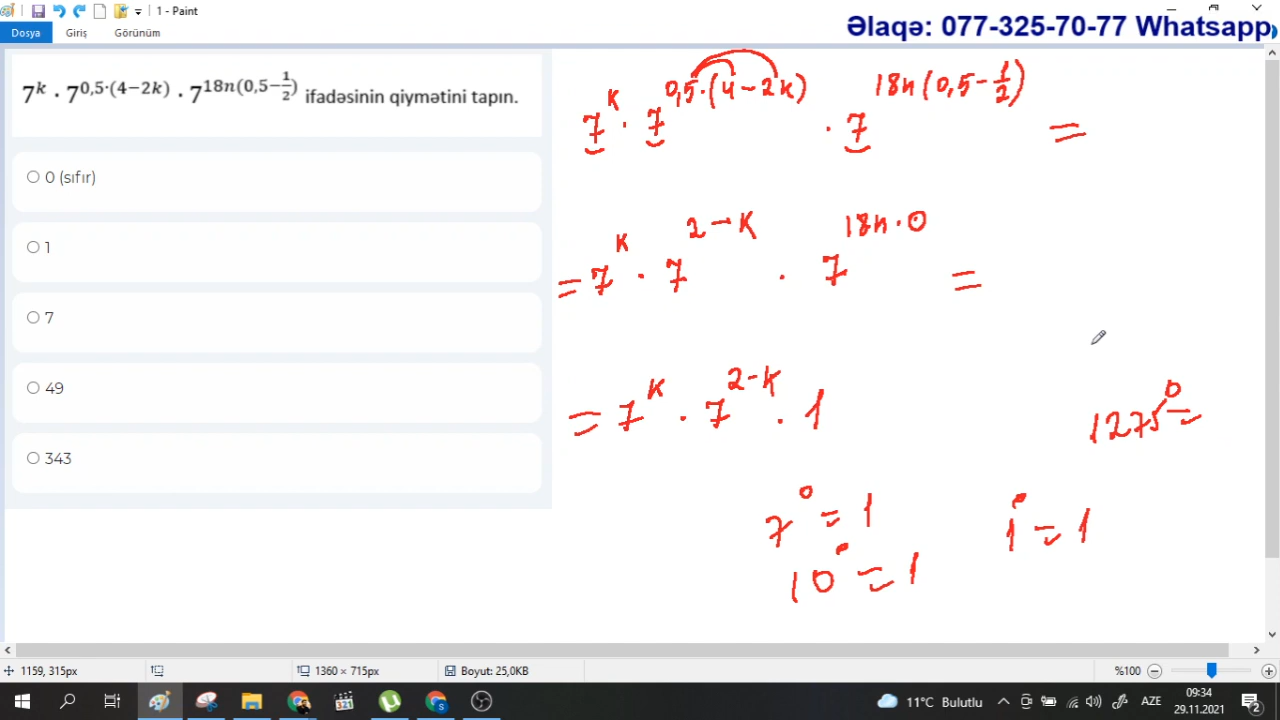 1 - Paint
Əlaqə: 077-325-70-77 Whatsapp
Dosya Giriş Görünüm
7^k · 7^{0,5·(4−2k)} · 7^{18n(0,5−1/2)} ifadəsinin qiymətini tapın.
0 (sıfır)
1
7
49
343
7^k · 7^{0,5·(4−2k)} · 7^{18n(0,5−1/2)} =
= 7^k · 7^{2−k} · 7^{18n·0} =
= 7^k · 7^{2−k} · 1
1275^0 =
7^0 = 1
1^0 = 1
10^0 = 1
1159, 315px
1360 × 715px
Boyut: 25,0KB
%100
11°C Bulutlu
AZE
09:34
29.11.2021
2